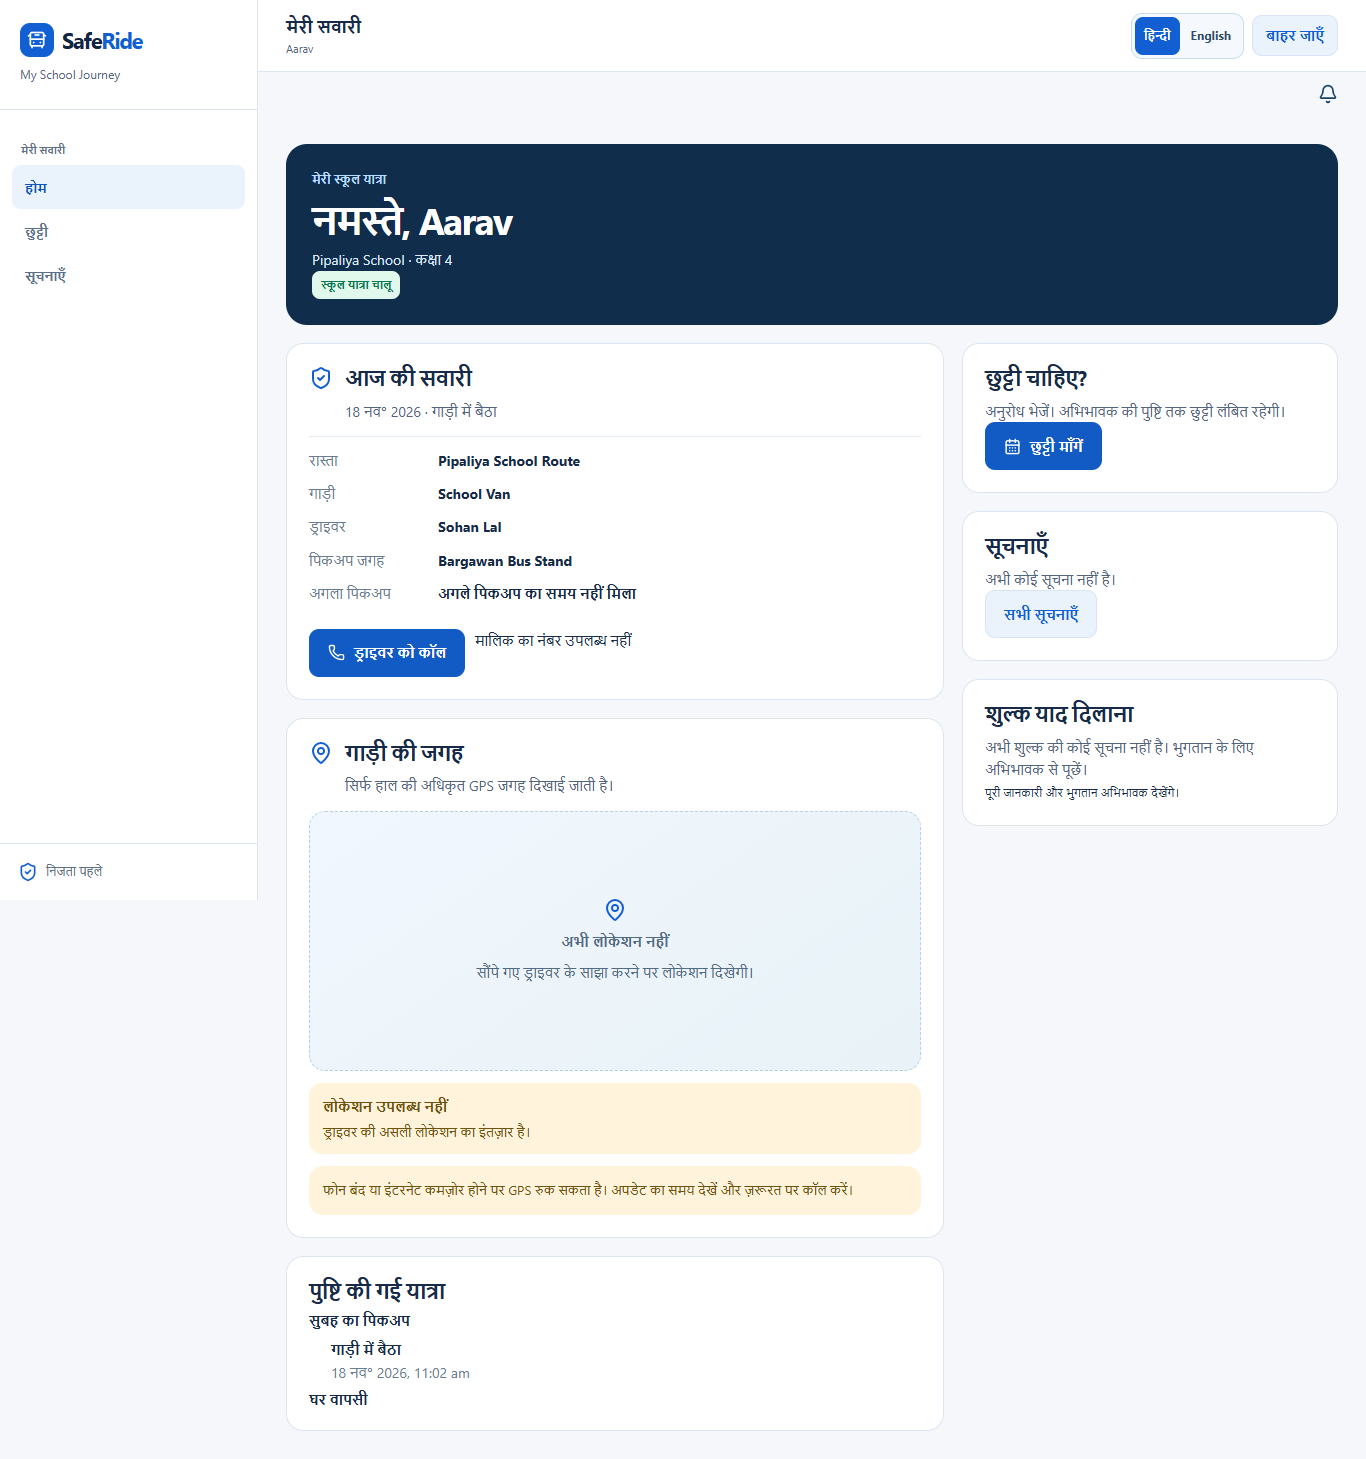 SafeRide
My School Journey
मेरी सवारी
होम
छुट्टी
सूचनाएँ
निजता पहले
मेरी सवारी
Aarav
हिन्दी
English
बाहर जाएँ
मेरी स्कूल यात्रा
नमस्ते, Aarav
Pipaliya School · कक्षा 4
स्कूल यात्रा चालू
आज की सवारी
18 नव° 2026 · गाड़ी में बैठा
रास्ता Pipaliya School Route
गाड़ी School Van
ड्राइवर Sohan Lal
पिकअप जगह Bargawan Bus Stand
अगला पिकअप अगले पिकअप का समय नहीं मिला
ड्राइवर को कॉल
मालिक का नंबर उपलब्ध नहीं
गाड़ी की जगह
सिर्फ हाल की अधिकृत GPS जगह दिखाई जाती है।
अभी लोकेशन नहीं
सौंपे गए ड्राइवर के साझा करने पर लोकेशन दिखेगी।
लोकेशन उपलब्ध नहीं
ड्राइवर की असली लोकेशन का इंतज़ार है।
फोन बंद या इंटरनेट कमज़ोर होने पर GPS रुक सकता है। अपडेट का समय देखें और ज़रूरत पर कॉल करें।
पुष्टि की गई यात्रा
सुबह का पिकअप
गाड़ी में बैठा
18 नव° 2026, 11:02 am
घर वापसी
छुट्टी चाहिए?
अनुरोध भेजें। अभिभावक की पुष्टि तक छुट्टी लंबित रहेगी।
छुट्टी माँगें
सूचनाएँ
अभी कोई सूचना नहीं है।
सभी सूचनाएँ
शुल्क याद दिलाना
अभी शुल्क की कोई सूचना नहीं है। भुगतान के लिए
अभिभावक से पूछें।
पूरी जानकारी और भुगतान अभिभावक देखेंगे।